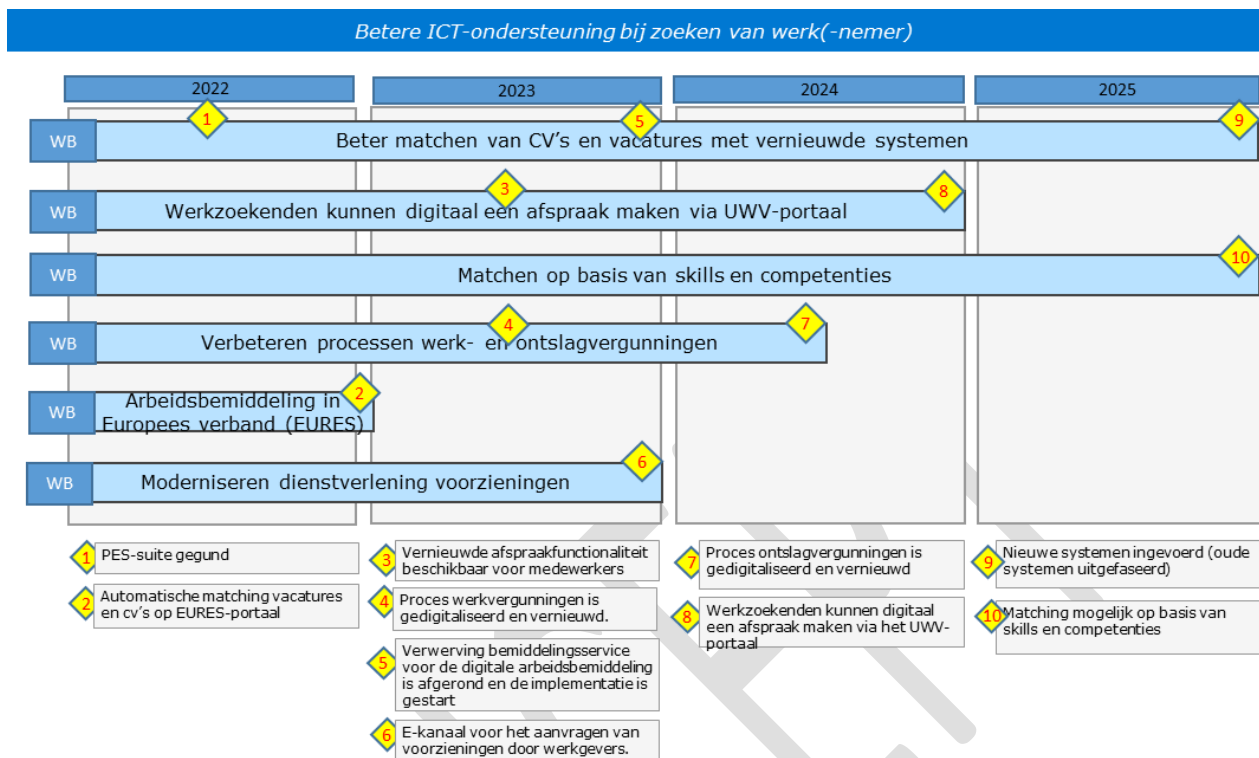 Betere ICT-ondersteuning bij zoeken van werk(-nemer)
2022
2023
2024
2025
1
5
9
WB
Beter matchen van CV's en vacatures met vernieuwde systemen
3
8
WB
Werkzoekenden kunnen digitaal een afspraak maken via UWV-portaal
10
WB
Matchen op basis van skills en competenties
4
7
WB
Verbeteren processen werk- en ontslagvergunningen
2
WB
Arbeidsbemiddeling in
Europees verband (EURES)
6
WB
Moderniseren dienstverlening voorzieningen
1
PES-suite gegund
2
Automatische matching vacatures
en cv's op EURES-portaal
3
Vernieuwde afspraakfunctionaliteit
beschikbaar voor medewerkers
4
Proces werkvergunningen is
gedigitaliseerd en vernieuwd.
5
Verwerving bemiddelingsservice
voor de digitale arbeidsbemiddeling
is afgerond en de implementatie is
gestart
6
E-kanaal voor het aanvragen van
voorzieningen door werkgevers.
7
Proces ontslagvergunningen is
gedigitaliseerd en vernieuwd
8
Werkzoekenden kunnen digitaal
een afspraak maken via het UWV-
portaal
9
Nieuwe systemen ingevoerd (oude
systemen uitgefaseerd)
10
Matching mogelijk op basis van
skills en competenties